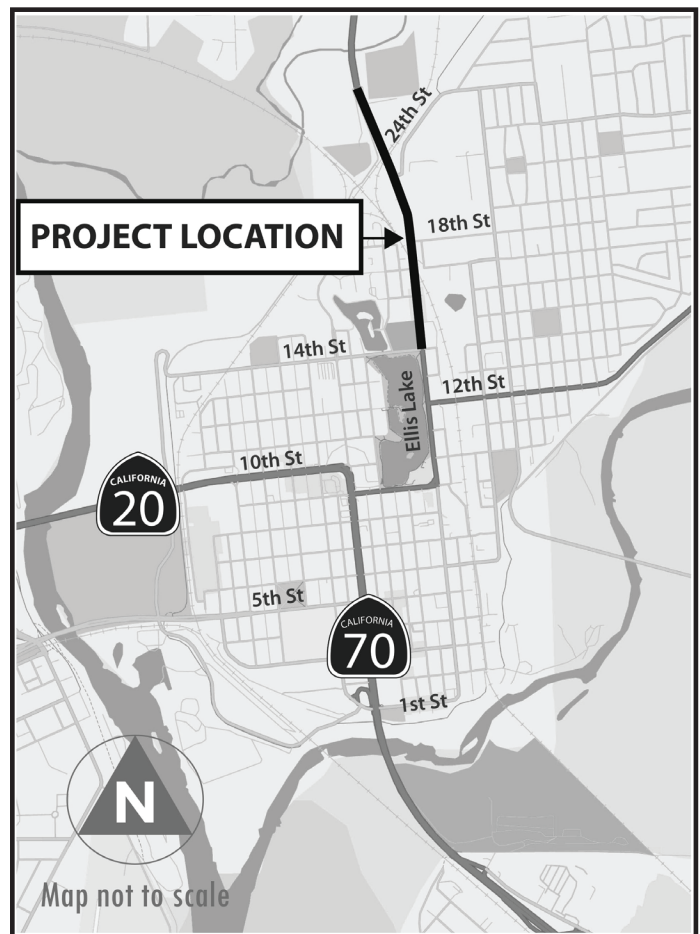 24th St
18th St
PROJECT LOCATION
14th St
12th St
Ellis Lake
10th St
CALIFORNIA
20
5th St
CALIFORNIA
70
1st St
N
Map not to scale